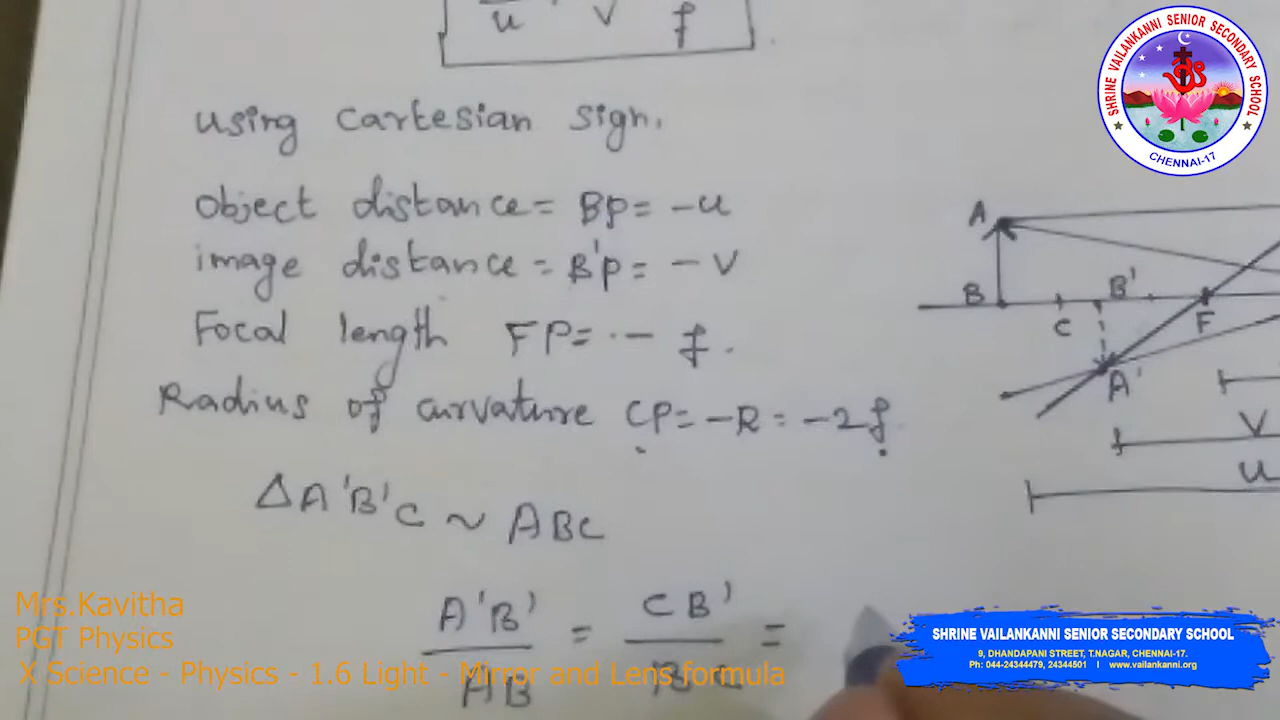 u v f
using cartesian sign.
object distance = BP = -u
image distance = B'P = - v
Focal length FP = - f.
Radius of curvature CP = -R = -2f.
Δ A'B'C ~ ABC
A'B' / AB = CB' / BC =
A
B C B' F
A'
V
u
SHRINE VAILANKANNI SENIOR SECONDARY SCHOOL
CHENNAI-17
Mrs.Kavitha
PGT Physics
X Science - Physics - 1.6 Light - Mirror and Lens formula
SHRINE VAILANKANNI SENIOR SECONDARY SCHOOL
9, DHANDAPANI STREET, T.NAGAR, CHENNAI-17.
Ph: 044-24344479, 24344501 | www.vailankanni.org